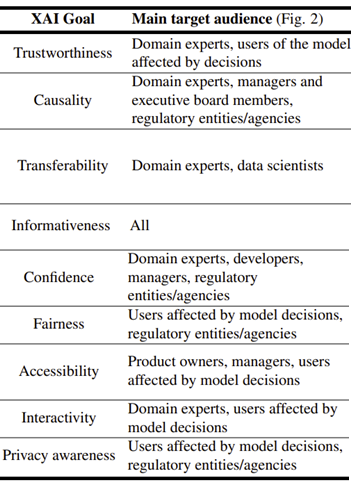 XAI Goal Main target audience (Fig. 2)
Trustworthiness Domain experts, users of the model
affected by decisions
Causality Domain experts, managers and
executive board members,
regulatory entities/agencies
Transferability Domain experts, data scientists
Informativeness All
Confidence Domain experts, developers,
managers, regulatory
entities/agencies
Fairness Users affected by model decisions,
regulatory entities/agencies
Accessibility Product owners, managers, users
affected by model decisions
Interactivity Domain experts, users affected by
model decisions
Privacy awareness Users affected by model decisions,
regulatory entities/agencies